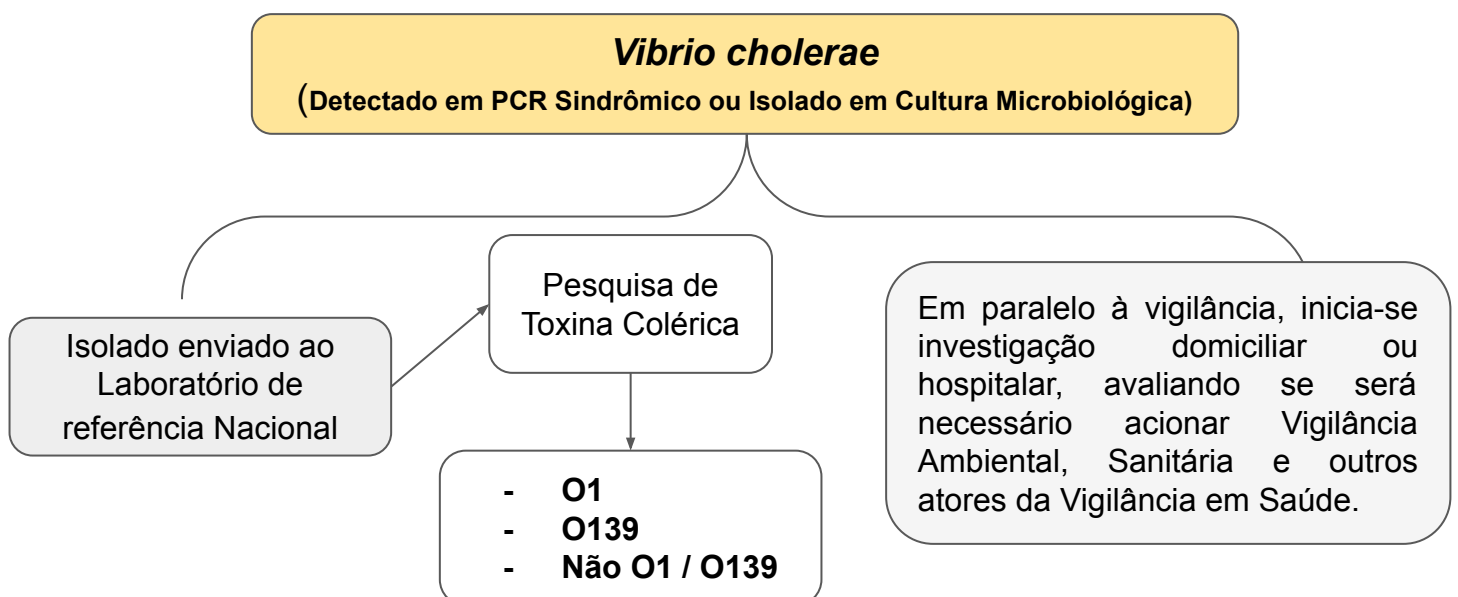 Vibrio cholerae
(Detectado em PCR Sindrômico ou Isolado em Cultura Microbiológica)
Isolado enviado ao
Laboratório de
referência Nacional
Pesquisa de
Toxina Colérica
- O1
- O139
- Não O1 / O139
Em paralelo à vigilância, inicia-se
investigação domiciliar ou
hospitalar, avaliando se será
necessário acionar Vigilância
Ambiental, Sanitária e outros
atores da Vigilância em Saúde.